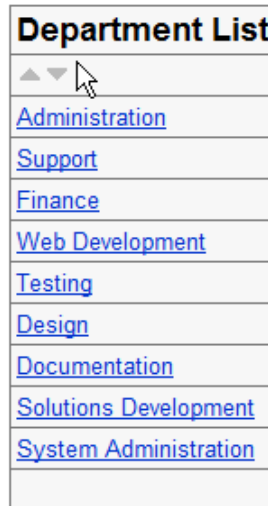 Department List
Administration
Support
Finance
Web Development
Testing
Design
Documentation
Solutions Development
System Administration